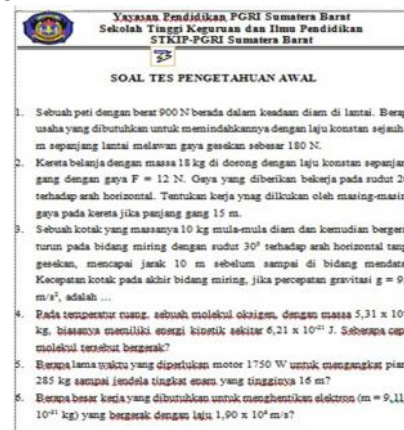 Yayasan Pendidikan PGRI Sumatera Barat
Sekolah Tinggi Keguruan dan Ilmu Pendidikan
STKIP-PGRI Sumatera Barat
SOAL TES PENGETAHUAN AWAL
1. Sebuah peti dengan berat 900 N berada dalam keadaan diam di lantai.
usaha yang dibutuhkan untuk memindahkannya dengan laju konstan sejauh
m sepanjang lantai melawan gaya gesekan sebesar 180 N.
2. Kereta belanja dengan massa 18 kg di dorong dengan laju konstan sepanjan
gang dengan gaya F = 12 N. Gaya yang diberikan bekerja pada sudut 2
terhadap arah horizontal. Tentukan kerja ynag dilkukan oleh masing-masin
gaya pada kereta jika panjang gang 15 m.
3. Sebuah kotak yang massanya 10 kg mula-mula diam dan kemudian berger
turun pada bidang miring dengan sudut 30° terhadap arah horizontal tanp
gesekan, mencapai jarak 10 m sebelum sampai di bidang mendata
Kecepatan kotak pada akhir bidang miring, jika percepatan gravitasi g = 9,
m/s², adalah ...
4. Pada temperatur ruang, sebuah molekul oksigen, dengan massa 5,31 x 10
kg, biasanya memiliki energi kinetik sekitar 6,21 x 10⁻²¹ J. Seberapa cep
molekul tersebut bergerak?
5. Berapa lama waktu yang diperlukan motor 1750 W untuk mengangkat pian
285 kg sampai jendela tingkat enam yang tingginya 16 m?
6. Berapa besar kerja yang dibutuhkan untuk menghentikan elektron (m = 9,11
10⁻³¹ kg) yang bergerak dengan laju 1,90 x 10⁶ m/s?